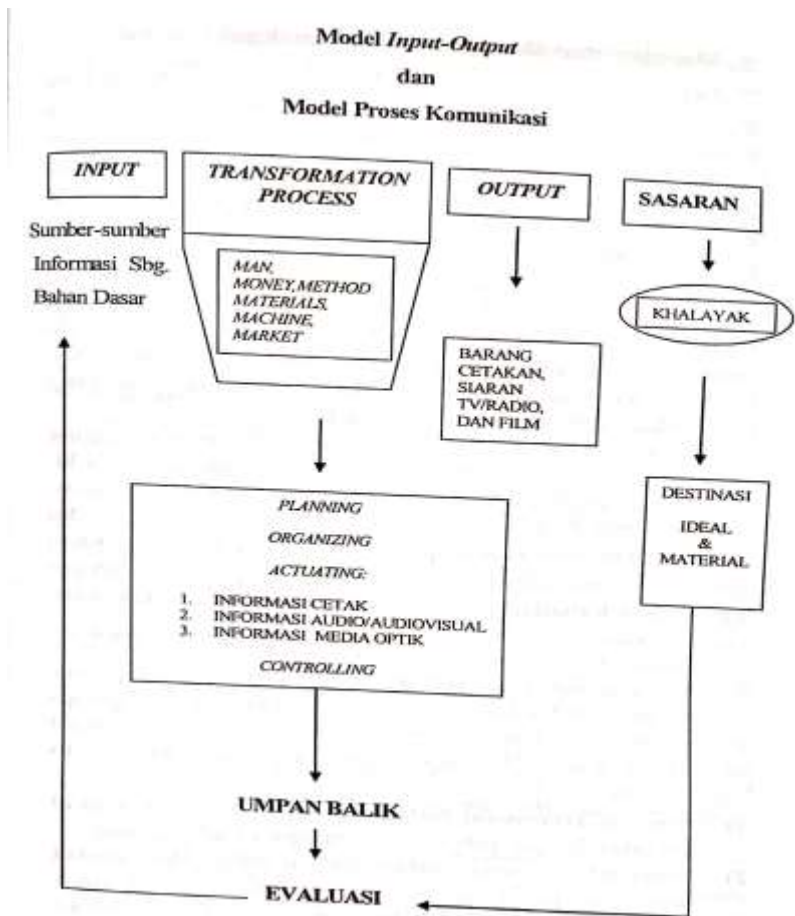 Model Input-Output
dan
Model Proses Komunikasi
INPUT
Sumber-sumber
Informasi Sbg.
Bahan Dasar
TRANSFORMATION
PROCESS
MAN,
MONEY,METHOD
MATERIALS,
MACHINE,
MARKET
OUTPUT
BARANG
CETAKAN,
SIARAN
TV/RADIO,
DAN FILM
SASARAN
KHALAYAK
DESTINASI
IDEAL
&
MATERIAL
PLANNING
ORGANIZING
ACTUATING:
1. INFORMASI CETAK
2. INFORMASI AUDIO/AUDIOVISUAL
3. INFORMASI MEDIA OPTIK
CONTROLLING
UMPAN BALIK
EVALUASI